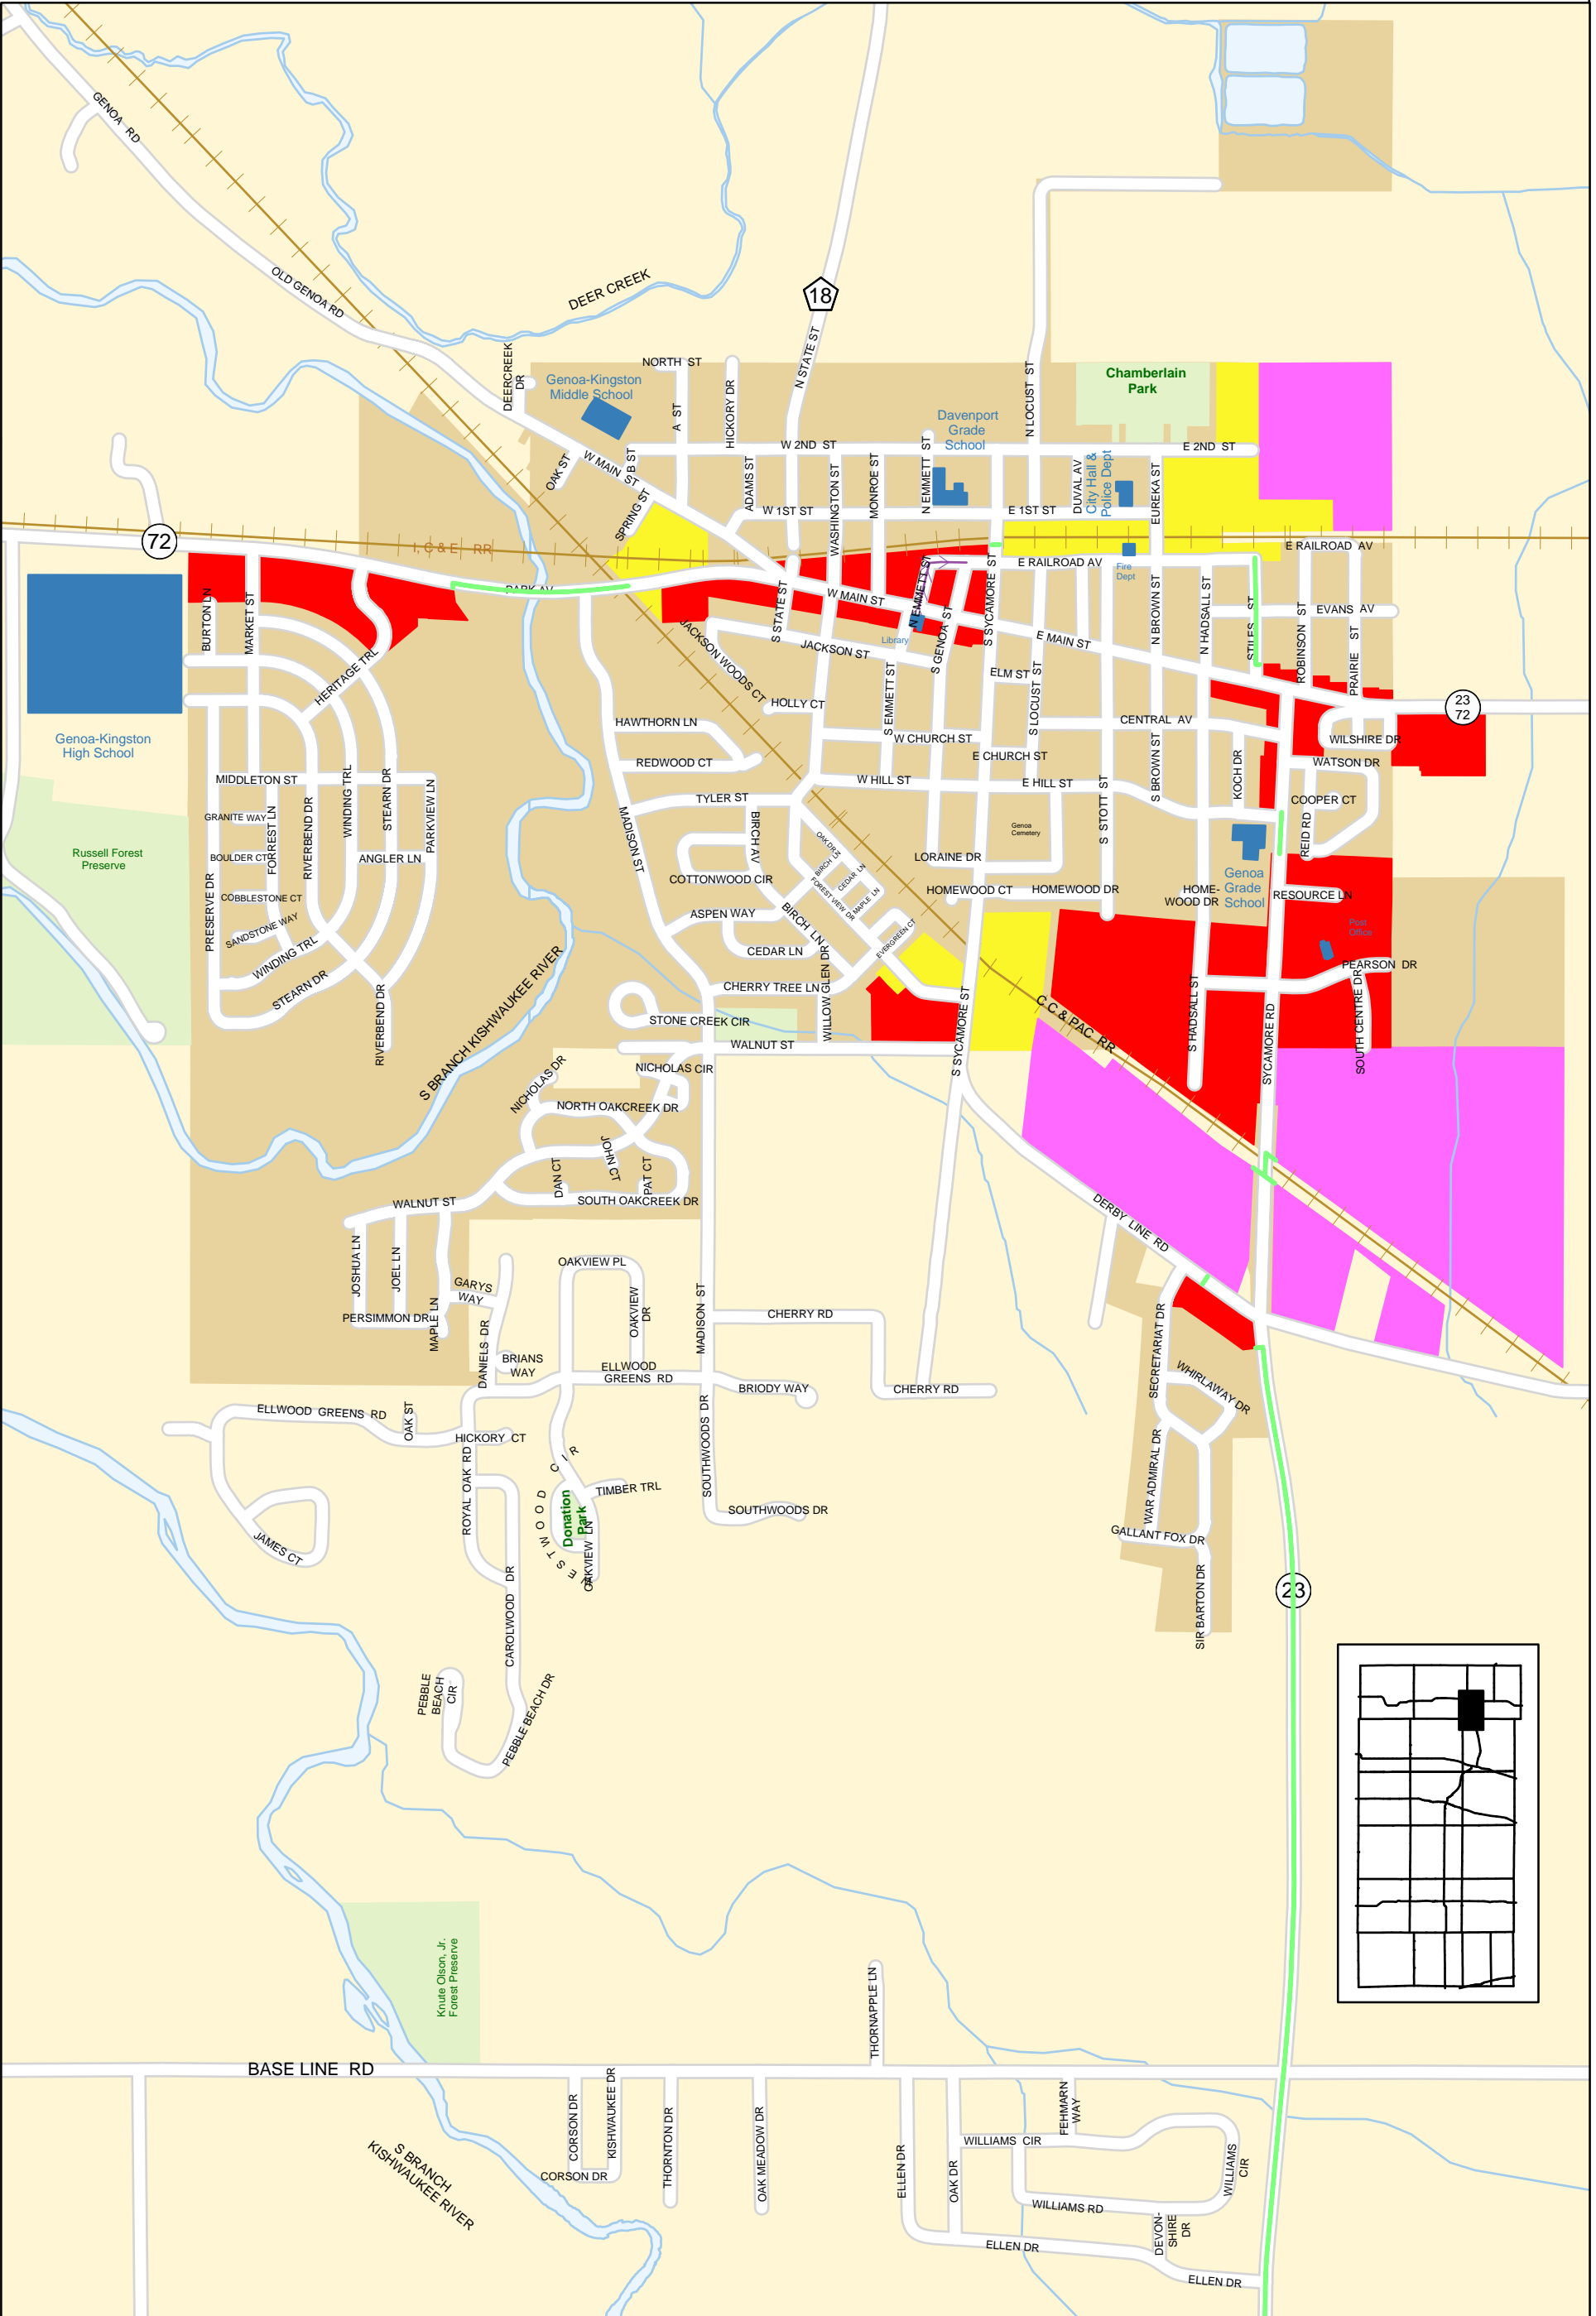 GENOA RD
OLD GENOA RD
DEER CREEK
18
N STATE ST
DEERCREEK
DR
Genoa-Kingston
Middle School
NORTH ST
A ST
HICKORY DR
N LOCUST ST
Chamberlain
Park
Davenport
Grade
School
W 2ND ST
E 2ND ST
OAK ST
W MAIN ST
B ST
SPRING ST
ADAMS ST
W 1ST ST
WASHINGTON ST
MONROE ST
N EMMETT ST
E 1ST ST
DUVAL AV
City Hall &
Police Dept
EUREKA ST
72
I, C & E RR
PARK AV
E RAILROAD AV
E RAILROAD AV
Fire
Dept
BURTON LN
MARKET ST
HERITAGE TRL
S STATE ST
W MAIN ST
N EMMETT ST
Library
S GENOA ST
S SYCAMORE ST
E MAIN ST
N BROWN ST
N HADSALL ST
STILES ST
ROBINSON ST
EVANS AV
PRAIRIE ST
23
72
JACKSON WOODS CT
JACKSON ST
HOLLY CT
S EMMETT ST
ELM ST
S LOCUST ST
CENTRAL AV
HAWTHORN LN
REDWOOD CT
W CHURCH ST
E CHURCH ST
W HILL ST
E HILL ST
S BROWN ST
KOCH DR
WILSHIRE DR
WATSON DR
COOPER CT
REID RD
Genoa-Kingston
High School
MIDDLETON ST
GRANITE WAY
FORREST LN
RIVERBEND DR
WINDING TRL
STEARN DR
PARKVIEW LN
BOULDER CT
ANGLER LN
COBBLESTONE CT
SANDSTONE WAY
PRESERVE DR
WINDING TRL
STEARN DR
RIVERBEND DR
Russell Forest
Preserve
MADISON ST
TYLER ST
BIRCH AV
COTTONWOOD CIR
ASPEN WAY
CEDAR LN
BIRCH LN
OAK DR
BIRCH LN
CEDAR LN
FOREST VIEW DR
MAPLE LN
EVERGREEN CT
WILLOW GLEN DR
CHERRY TREE LN
STONE CREEK CIR
WALNUT ST
LORAINE DR
Genoa
Cemetery
S STOTT ST
HOMEWOOD CT
HOMEWOOD DR
HOME-
WOOD DR
Genoa
Grade
School
RESOURCE LN
Post
Office
PEARSON DR
SOUTH CENTRE DR
S HADSALL ST
SYCAMORE RD
C.C & PAC RR
S SYCAMORE ST
S BRANCH KISHWAUKEE RIVER
NICHOLAS DR
NICHOLAS CIR
NORTH OAKCREEK DR
JOHN CT
DAN CT
PAT CT
SOUTH OAKCREEK DR
WALNUT ST
JOSHUA LN
JOEL LN
MAPLE LN
PERSIMMON DR
GARYS
WAY
DANIELS DR
BRIANS
WAY
OAKVIEW PL
OAKVIEW
DR
ELLWOOD
GREENS RD
MADISON ST
CHERRY RD
CHERRY RD
BRIODY WAY
DERBY LINE RD
SECRETARIAT DR
WHIRLAWAY DR
WAR ADMIRAL DR
GALLANT FOX DR
SIR BARTON DR
23
ELLWOOD GREENS RD
OAK ST
HICKORY CT
JAMES CT
ROYAL OAK RD
CAROLWOOD DR
WESTWOOD CIR
Donation
Park
TIMBER TRL
OAKVIEW LN
SOUTHWOODS DR
SOUTHWOODS DR
PEBBLE
BEACH
CIR
PEBBLE BEACH DR
Knute Olson, Jr.
Forest Preserve
THORNAPPLE LN
BASE LINE RD
S BRANCH
KISHWAUKEE RIVER
CORSON DR
KISHWAUKEE DR
CORSON DR
THORNTON DR
OAK MEADOW DR
ELLEN DR
OAK DR
FEHMARN
WAY
WILLIAMS CIR
WILLIAMS
CIR
WILLIAMS RD
DEVON-
SHIRE
DR
ELLEN DR
ELLEN DR